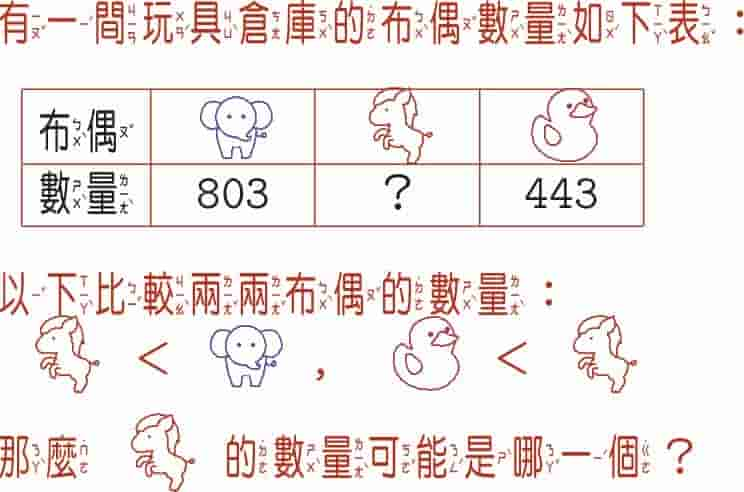 有一間玩具倉庫的布偶數量如下表：
布偶
數量 803 ? 443
以下比較兩兩布偶的數量：
< ， <
那麼 的數量可能是哪一個？